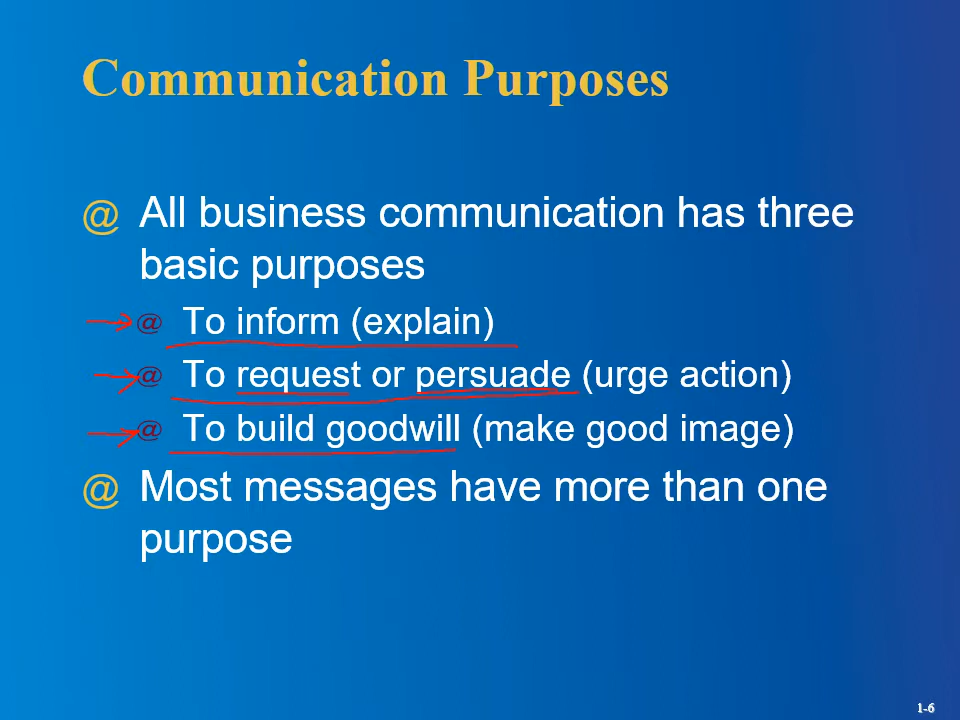 Communication Purposes
@ All business communication has three
basic purposes
@ To inform (explain)
@ To request or persuade (urge action)
@ To build goodwill (make good image)
@ Most messages have more than one
purpose
1-6